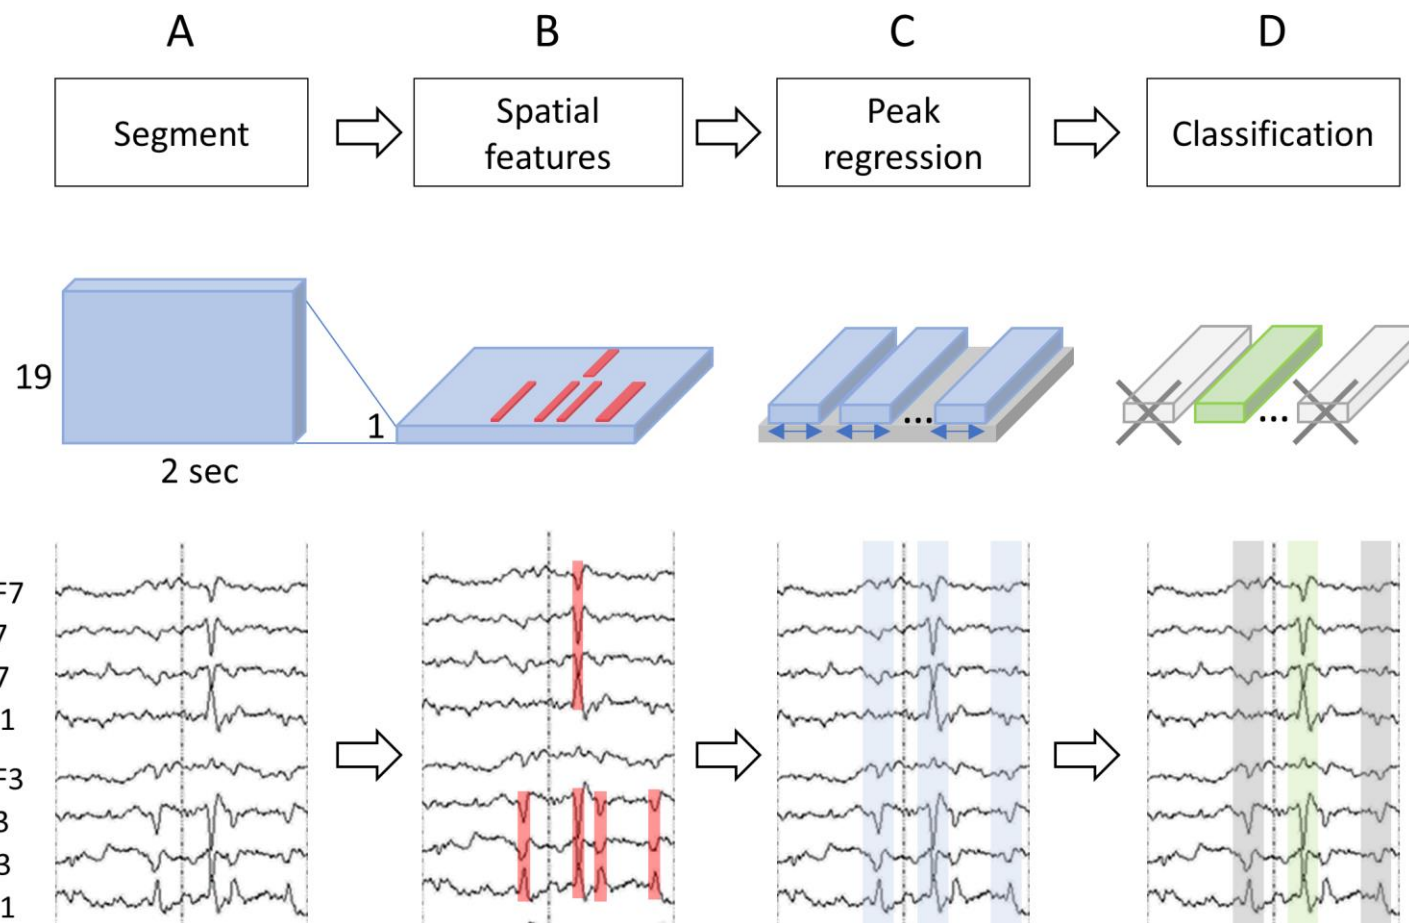 A
B
C
D
Segment
Spatial
features
Peak
regression
Classification
19
1
2 sec
...
...
F7
7
7
1
F3
3
3
1